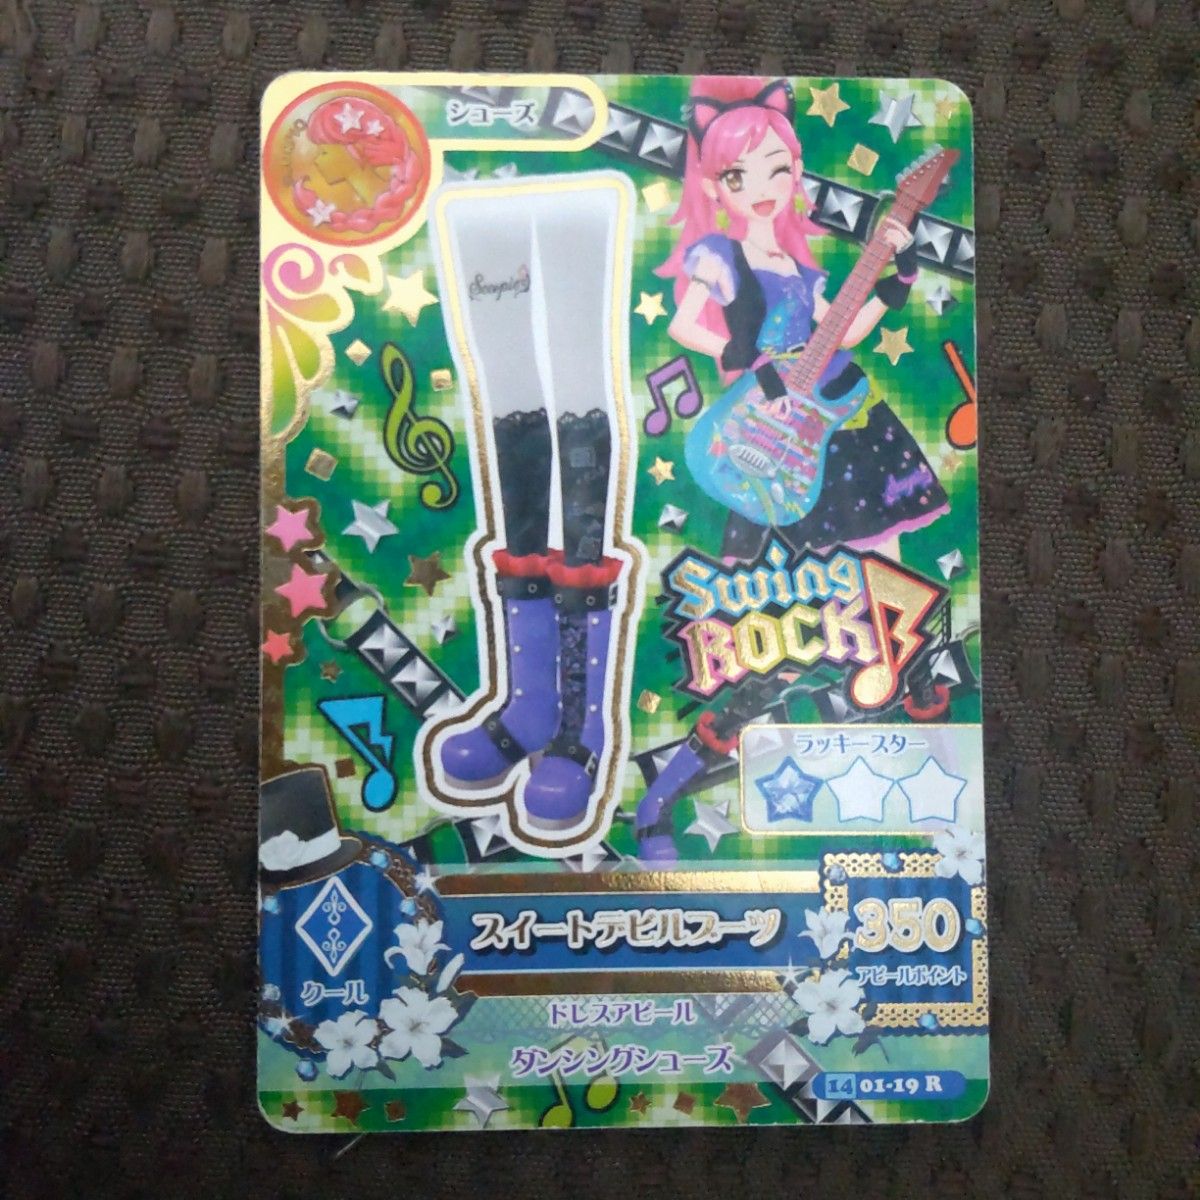 シューズ
Scorpio
Swing
ROCK
ラッキースター
スイートデビルブーツ
350
アピールポイント
クール
ドレスアピール
ダンシングシューズ
14 01-19 R